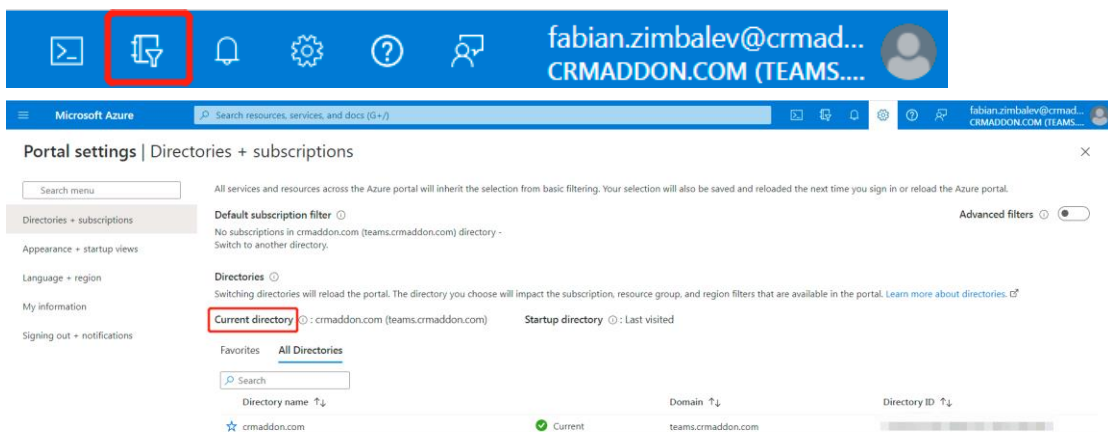 fabian.zimbalev@crmad...
CRMADDON.COM (TEAMS....
Microsoft Azure
Search resources, services, and docs (G+/)
fabian.zimbalev@crmad...
CRMADDON.COM (TEAMS....
Portal settings | Directories + subscriptions
Search menu
All services and resources across the Azure portal will inherit the selection from basic filtering. Your selection will also be saved and reloaded the next time you sign in or reload the Azure portal.
Directories + subscriptions
Default subscription filter
Advanced filters
No subscriptions in crmaddon.com (teams.crmaddon.com) directory -
Switch to another directory.
Appearance + startup views
Language + region
Directories
Switching directories will reload the portal. The directory you choose will impact the subscription, resource group, and region filters that are available in the portal. Learn more about directories.
My information
Current directory : crmaddon.com (teams.crmaddon.com) Startup directory : Last visited
Signing out + notifications
Favorites All Directories
Search
Directory name Domain Directory ID
crmaddon.com Current teams.crmaddon.com